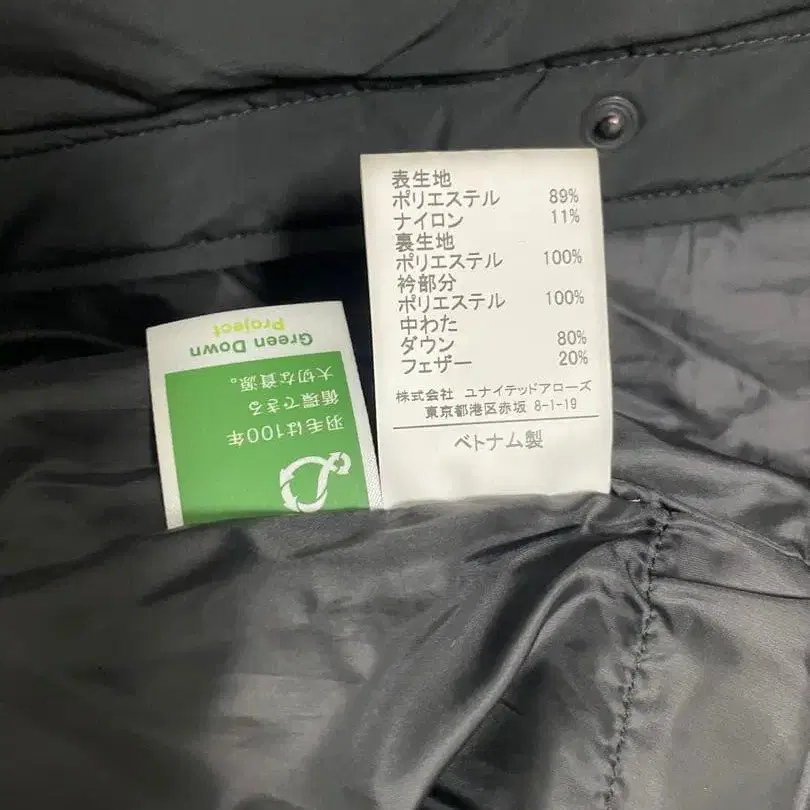 表生地
ポリエステル 89%
ナイロン 11%
裏生地
ポリエステル 100%
衿部分
ポリエステル 100%
中わた
ダウン 80%
フェザー 20%
株式会社 ユナイテッドアローズ
東京都港区赤坂 8-1-19
ベトナム製
Green Down
Project
羽毛は100年
循環できる
大切な資源。